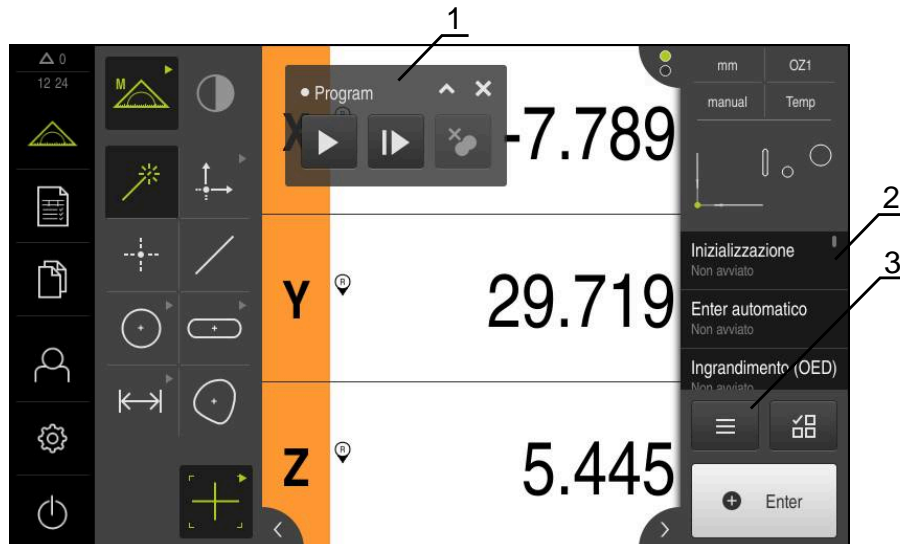 1
0
12 24
M
Program
X
-7.789
mm
OZ1
manual
Temp
2
Inizializzazione
Non avviato
3
Y
R
29.719
Enter automatico
Non avviato
Ingrandimento (OED)
Non avviato
Z
R
5.445
Enter